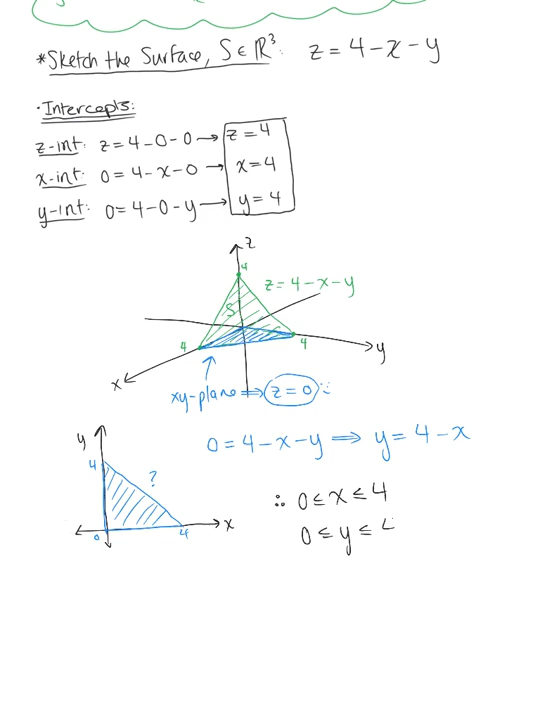 *Sketch the Surface, S∈ℝ³: z = 4-x-y
·Intercepts:
z-int: z = 4-0-0 → z = 4
x-int: 0 = 4-x-0 → x = 4
y-int: 0 = 4-0-y → y = 4
z
4
z = 4-x-y
S
4
4
y
x
xy-plane ⇒ z = 0 ∵
0 = 4-x-y ⇒ y = 4-x
y
4
?
0
4
x
∴ 0 ≤ x ≤ 4
0 ≤ y ≤